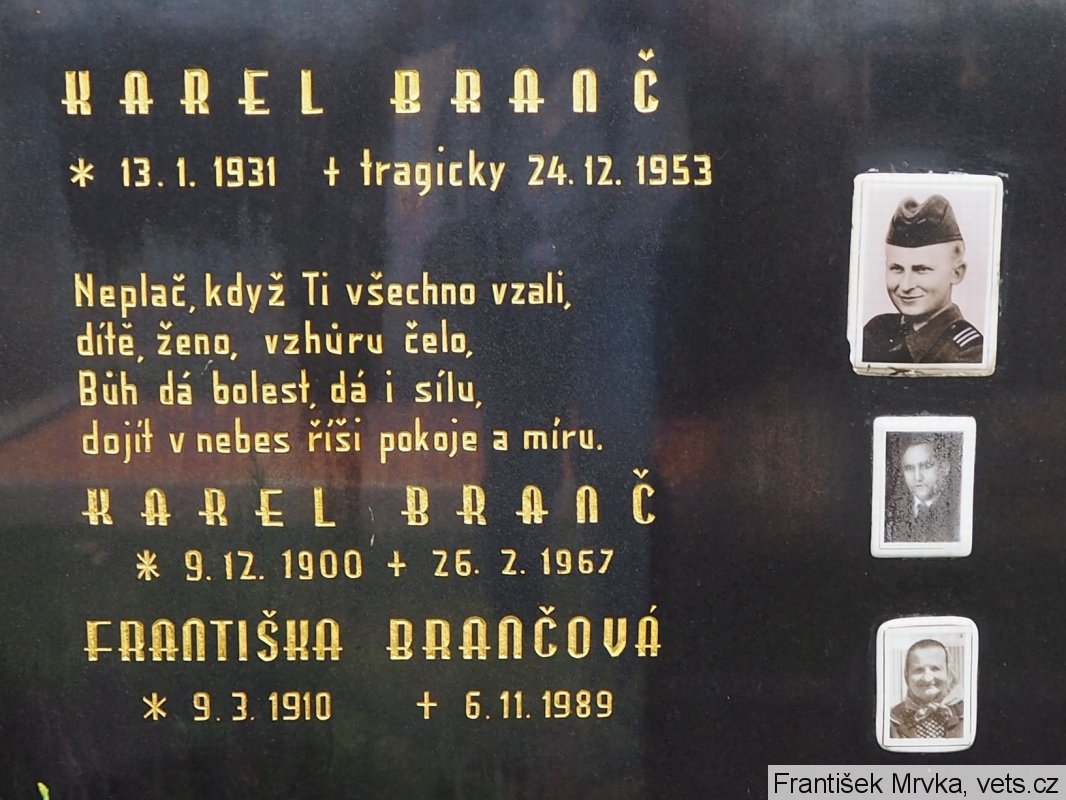 KAREL BRANČ
* 13. 1. 1931 + tragicky 24. 12. 1953
Neplač, když Ti všechno vzali,
dítě, ženo, vzhůru čelo,
Bůh dá bolest, dá i sílu,
dojít v nebes říši pokoje a míru.
KAREL BRANČ
* 9. 12. 1900 + 26. 2. 1967
FRANTIŠKA BRANČOVÁ
* 9. 3. 1910 + 6. 11. 1989
František Mrvka, vets.cz